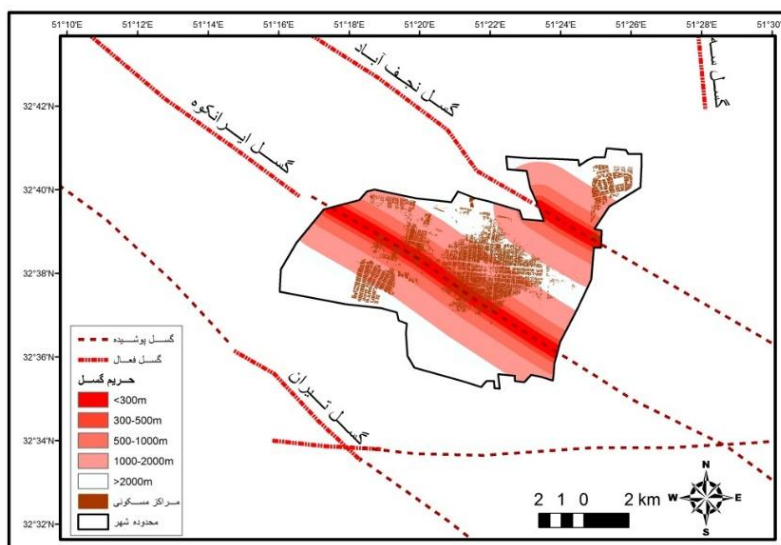 51°10'E 51°12'E 51°14'E 51°16'E 51°18'E 51°20'E 51°22'E 51°24'E 51°26'E 51°28'E 51°30'E
32°42'N
32°40'N
32°38'N
32°36'N
32°34'N
32°32'N
گسل نجف آباد
گسل ایرانکوه
گسل تیران
گسل
گسل پوشیده
گسل فعال
حریم گسل
<300m
300-500m
500-1000m
1000-2000m
>2000m
مراکز مسکونی
محدوده شهر
2 1 0 2 km
N
W E
S